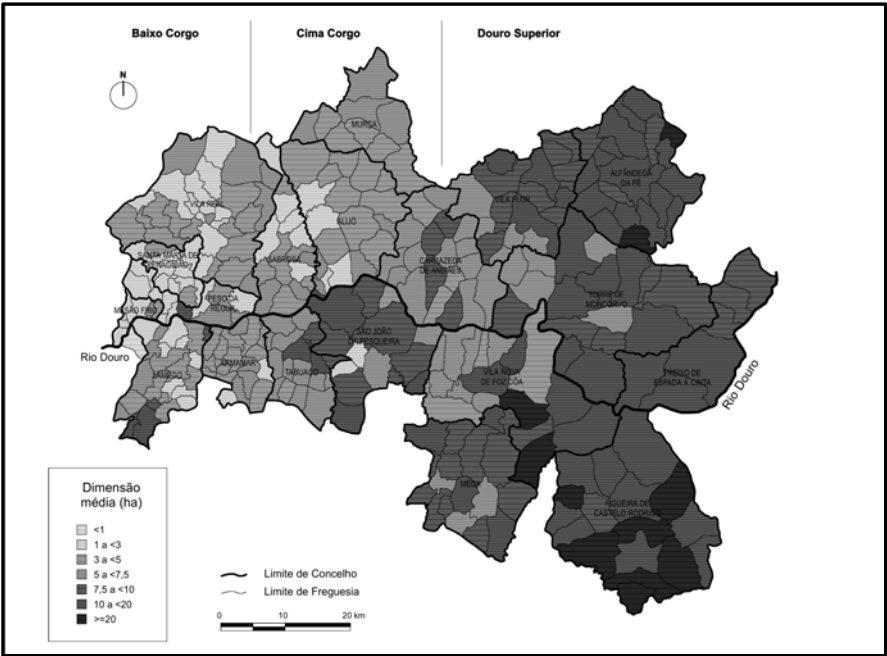 Baixo Corgo
Cima Corgo
Douro Superior
N
MURÇA
ALFÂNDEGA
DA FÉ
VILA FLOR
VILA REAL
ALIJÓ
SANTA MARTA DE
PENAGUIÃO
SABROSA
CARRAZEDA
DE ANSIÃES
PESO DA
RÉGUA
MESÃO FRIO
TORRE DE
MONCORVO
SÃO JOÃO
DA PESQUEIRA
Rio Douro
ARMAMAR
LAMEGO
TABUAÇO
VILA NOVA
DE FOZ CÔA
FREIXO DE
ESPADA À CINTA
Rio Douro
MEDA
FIGUEIRA DE
CASTELO RODRIGO
Dimensão
média (ha)
<1
1 a <3
3 a <5
5 a <7,5
7,5 a <10
10 a <20
>=20
Limite de Concelho
Limite de Freguesia
0 10 20 km